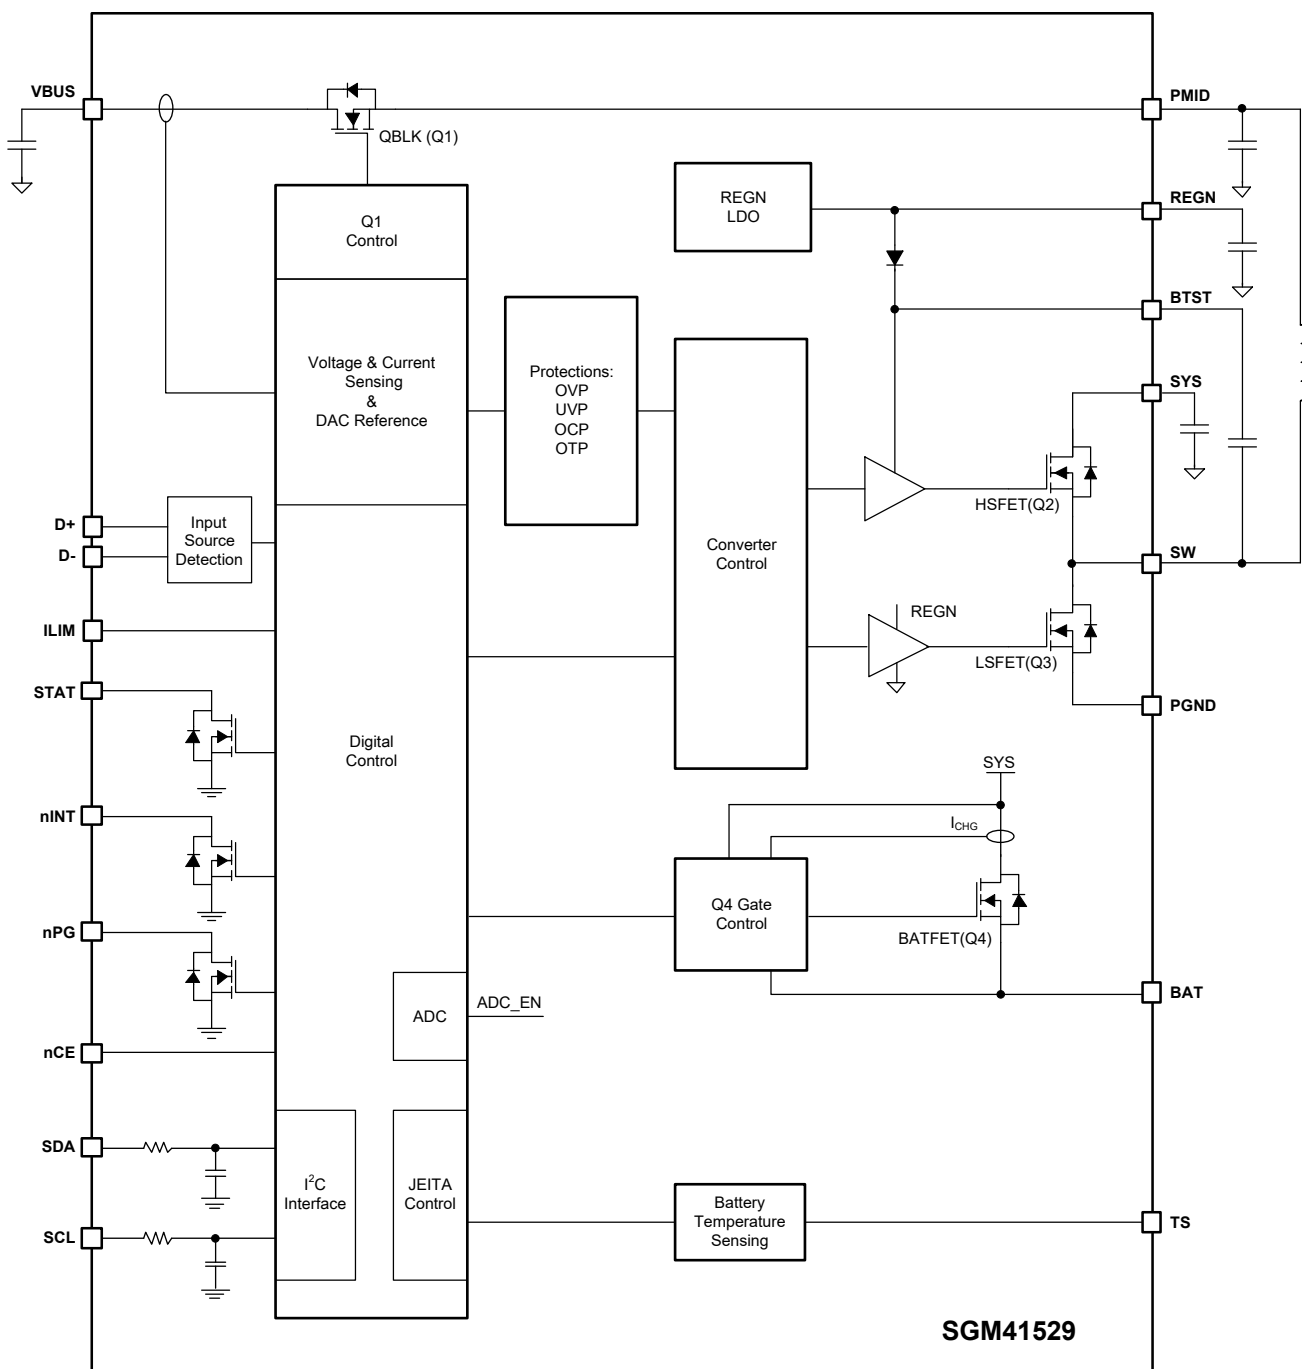 VBUS
PMID
QBLK (Q1)
REGN
LDO
REGN
Q1
Control
BTST
Voltage & Current
Sensing
&
DAC Reference
Protections:
OVP
UVP
OCP
OTP
SYS
HSFET(Q2)
D+
D-
Input
Source
Detection
Converter
Control
SW
ILIM
REGN
LSFET(Q3)
STAT
PGND
Digital
Control
SYS
nINT
I_CHG
Q4 Gate
Control
BATFET(Q4)
nPG
BAT
ADC
ADC_EN
nCE
SDA
I²C
Interface
JEITA
Control
Battery
Temperature
Sensing
TS
SCL
SGM41529